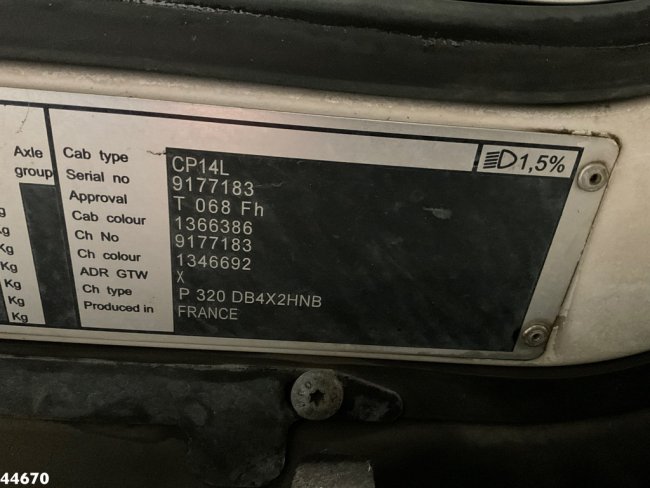 Axle
group
g
.g
Kg
Kg
Kg
Kg
Kg
Cab type CP14L
Serial no 9177183
Approval T 068 Fh
Cab colour 1366386
Ch No 9177183
Ch colour 1346692
ADR GTW X
Ch type P 320 DB4X2HNB
Produced in FRANCE
1,5%
44670